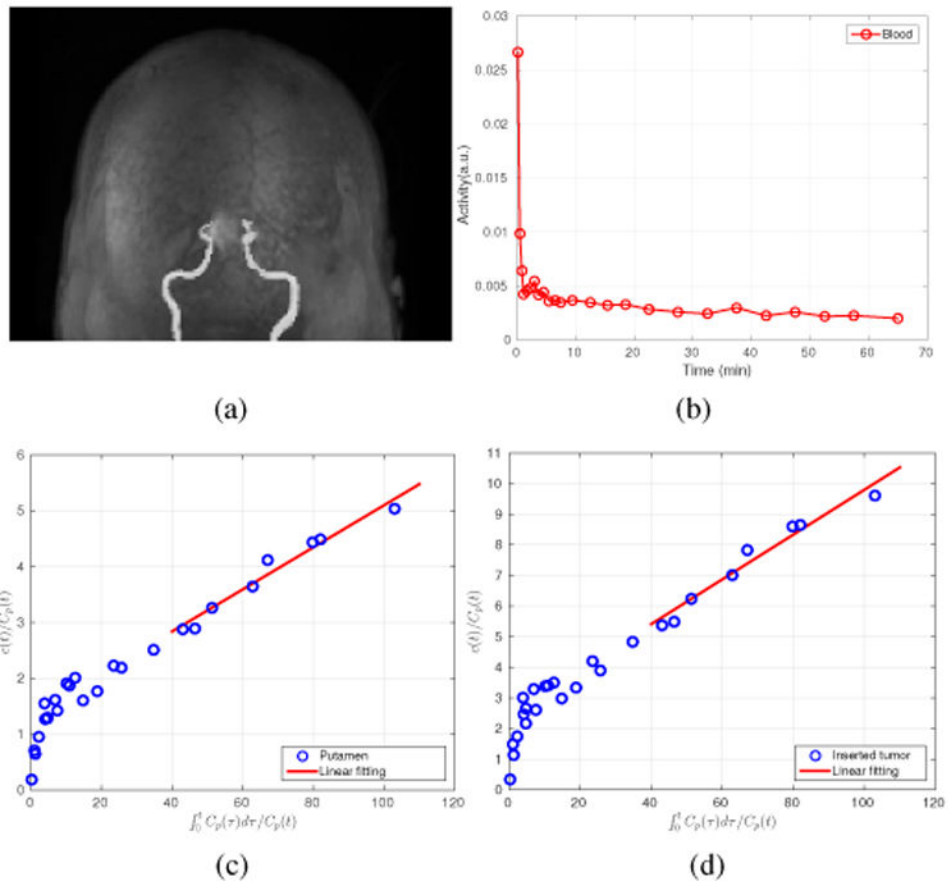 0.03
0.025
0.02
0.015
0.01
0.005
0
Activity(a.u.)
Blood
0 10 20 30 40 50 60 70
Time (min)
(a)
(b)
6
5
4
3
2
1
0
c(t)/C_p(t)
Putamen
Linear fitting
0 20 40 60 80 100 120
∫₀ᵗ C_p(τ)dτ/C_p(t)
11
10
9
8
7
6
5
4
3
2
1
0
c(t)/C_p(t)
Inserted tumor
Linear fitting
0 20 40 60 80 100 120
∫₀ᵗ C_p(τ)dτ/C_p(t)
(c)
(d)